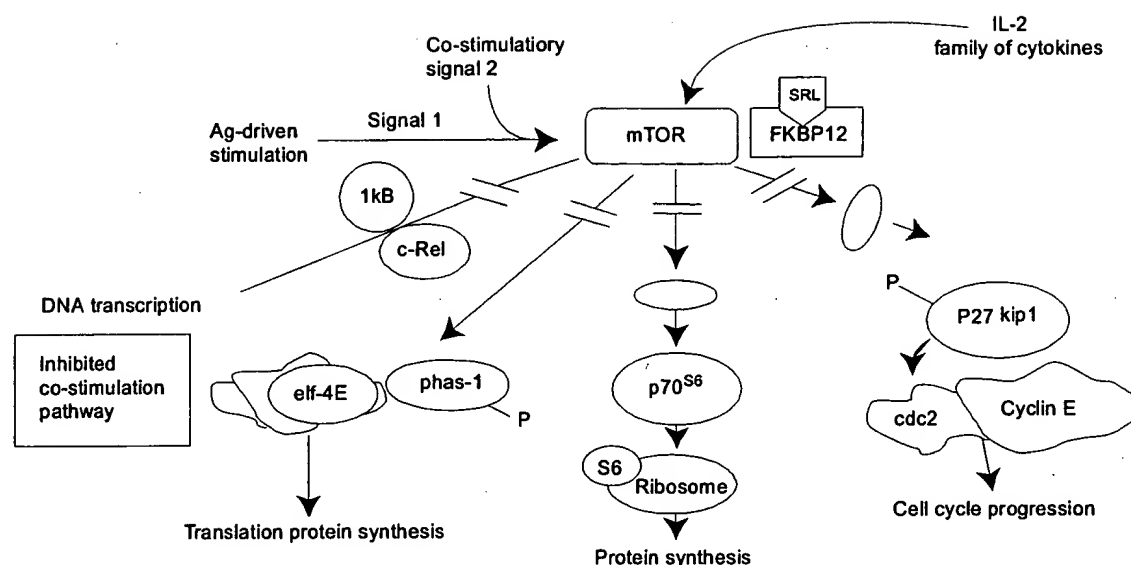 IL-2
family of cytokines
Co-stimulatiory
signal 2
SRL
Signal 1
mTOR
FKBP12
Ag-driven
stimulation
1kB
c-Rel
DNA transcription
P
P27 kip1
Inhibited
co-stimulation
pathway
elf-4E
phas-1
p70S6
P
cdc2
Cyclin E
S6
Ribosome
Cell cycle progression
Translation protein synthesis
Protein synthesis